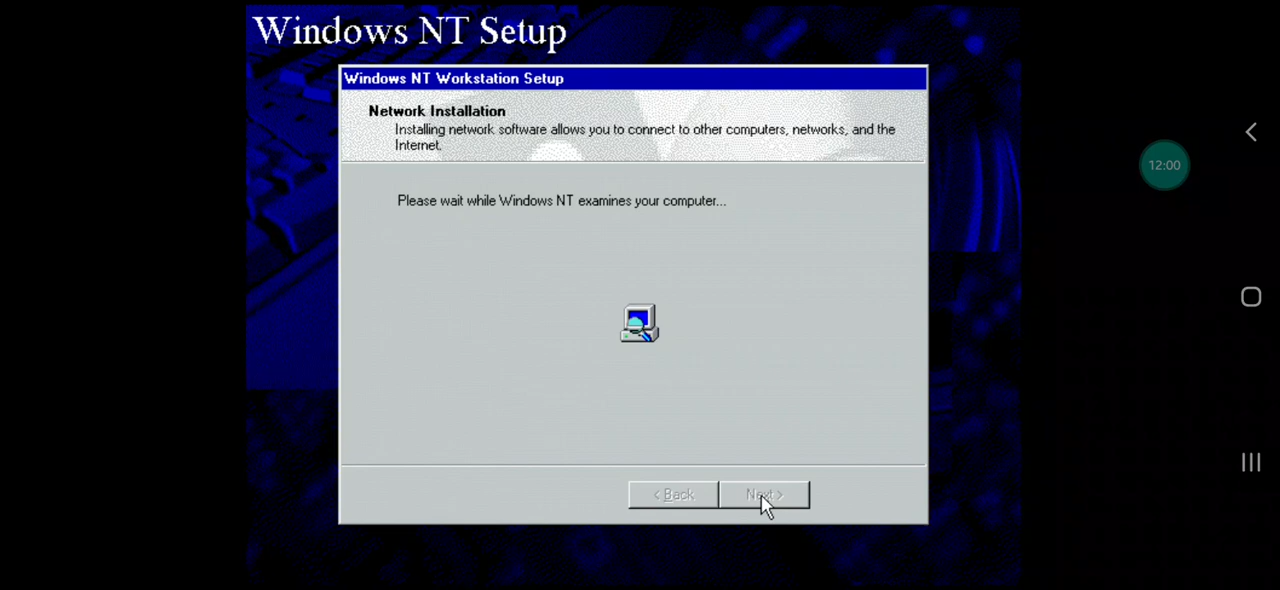 Windows NT Setup
Windows NT Workstation Setup
Network Installation
Installing network software allows you to connect to other computers, networks, and the
Internet.
12:00
Please wait while Windows NT examines your computer...
< Back Next >